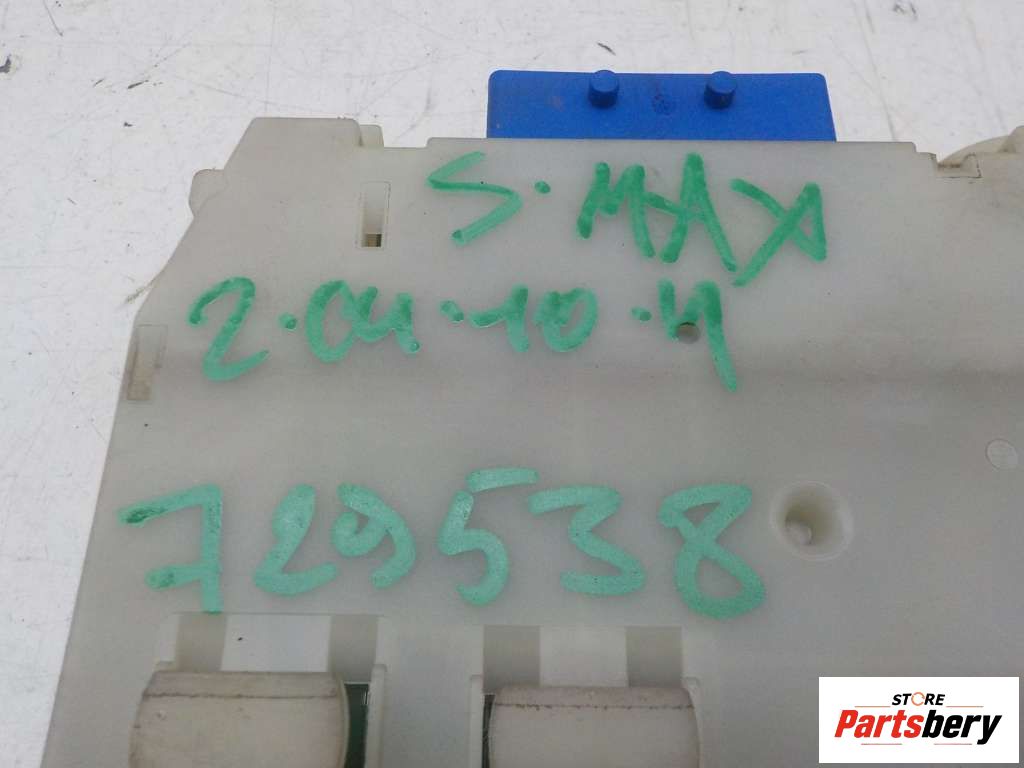 S.MAX
2.04.10.4
729538
STORE
Partsbery